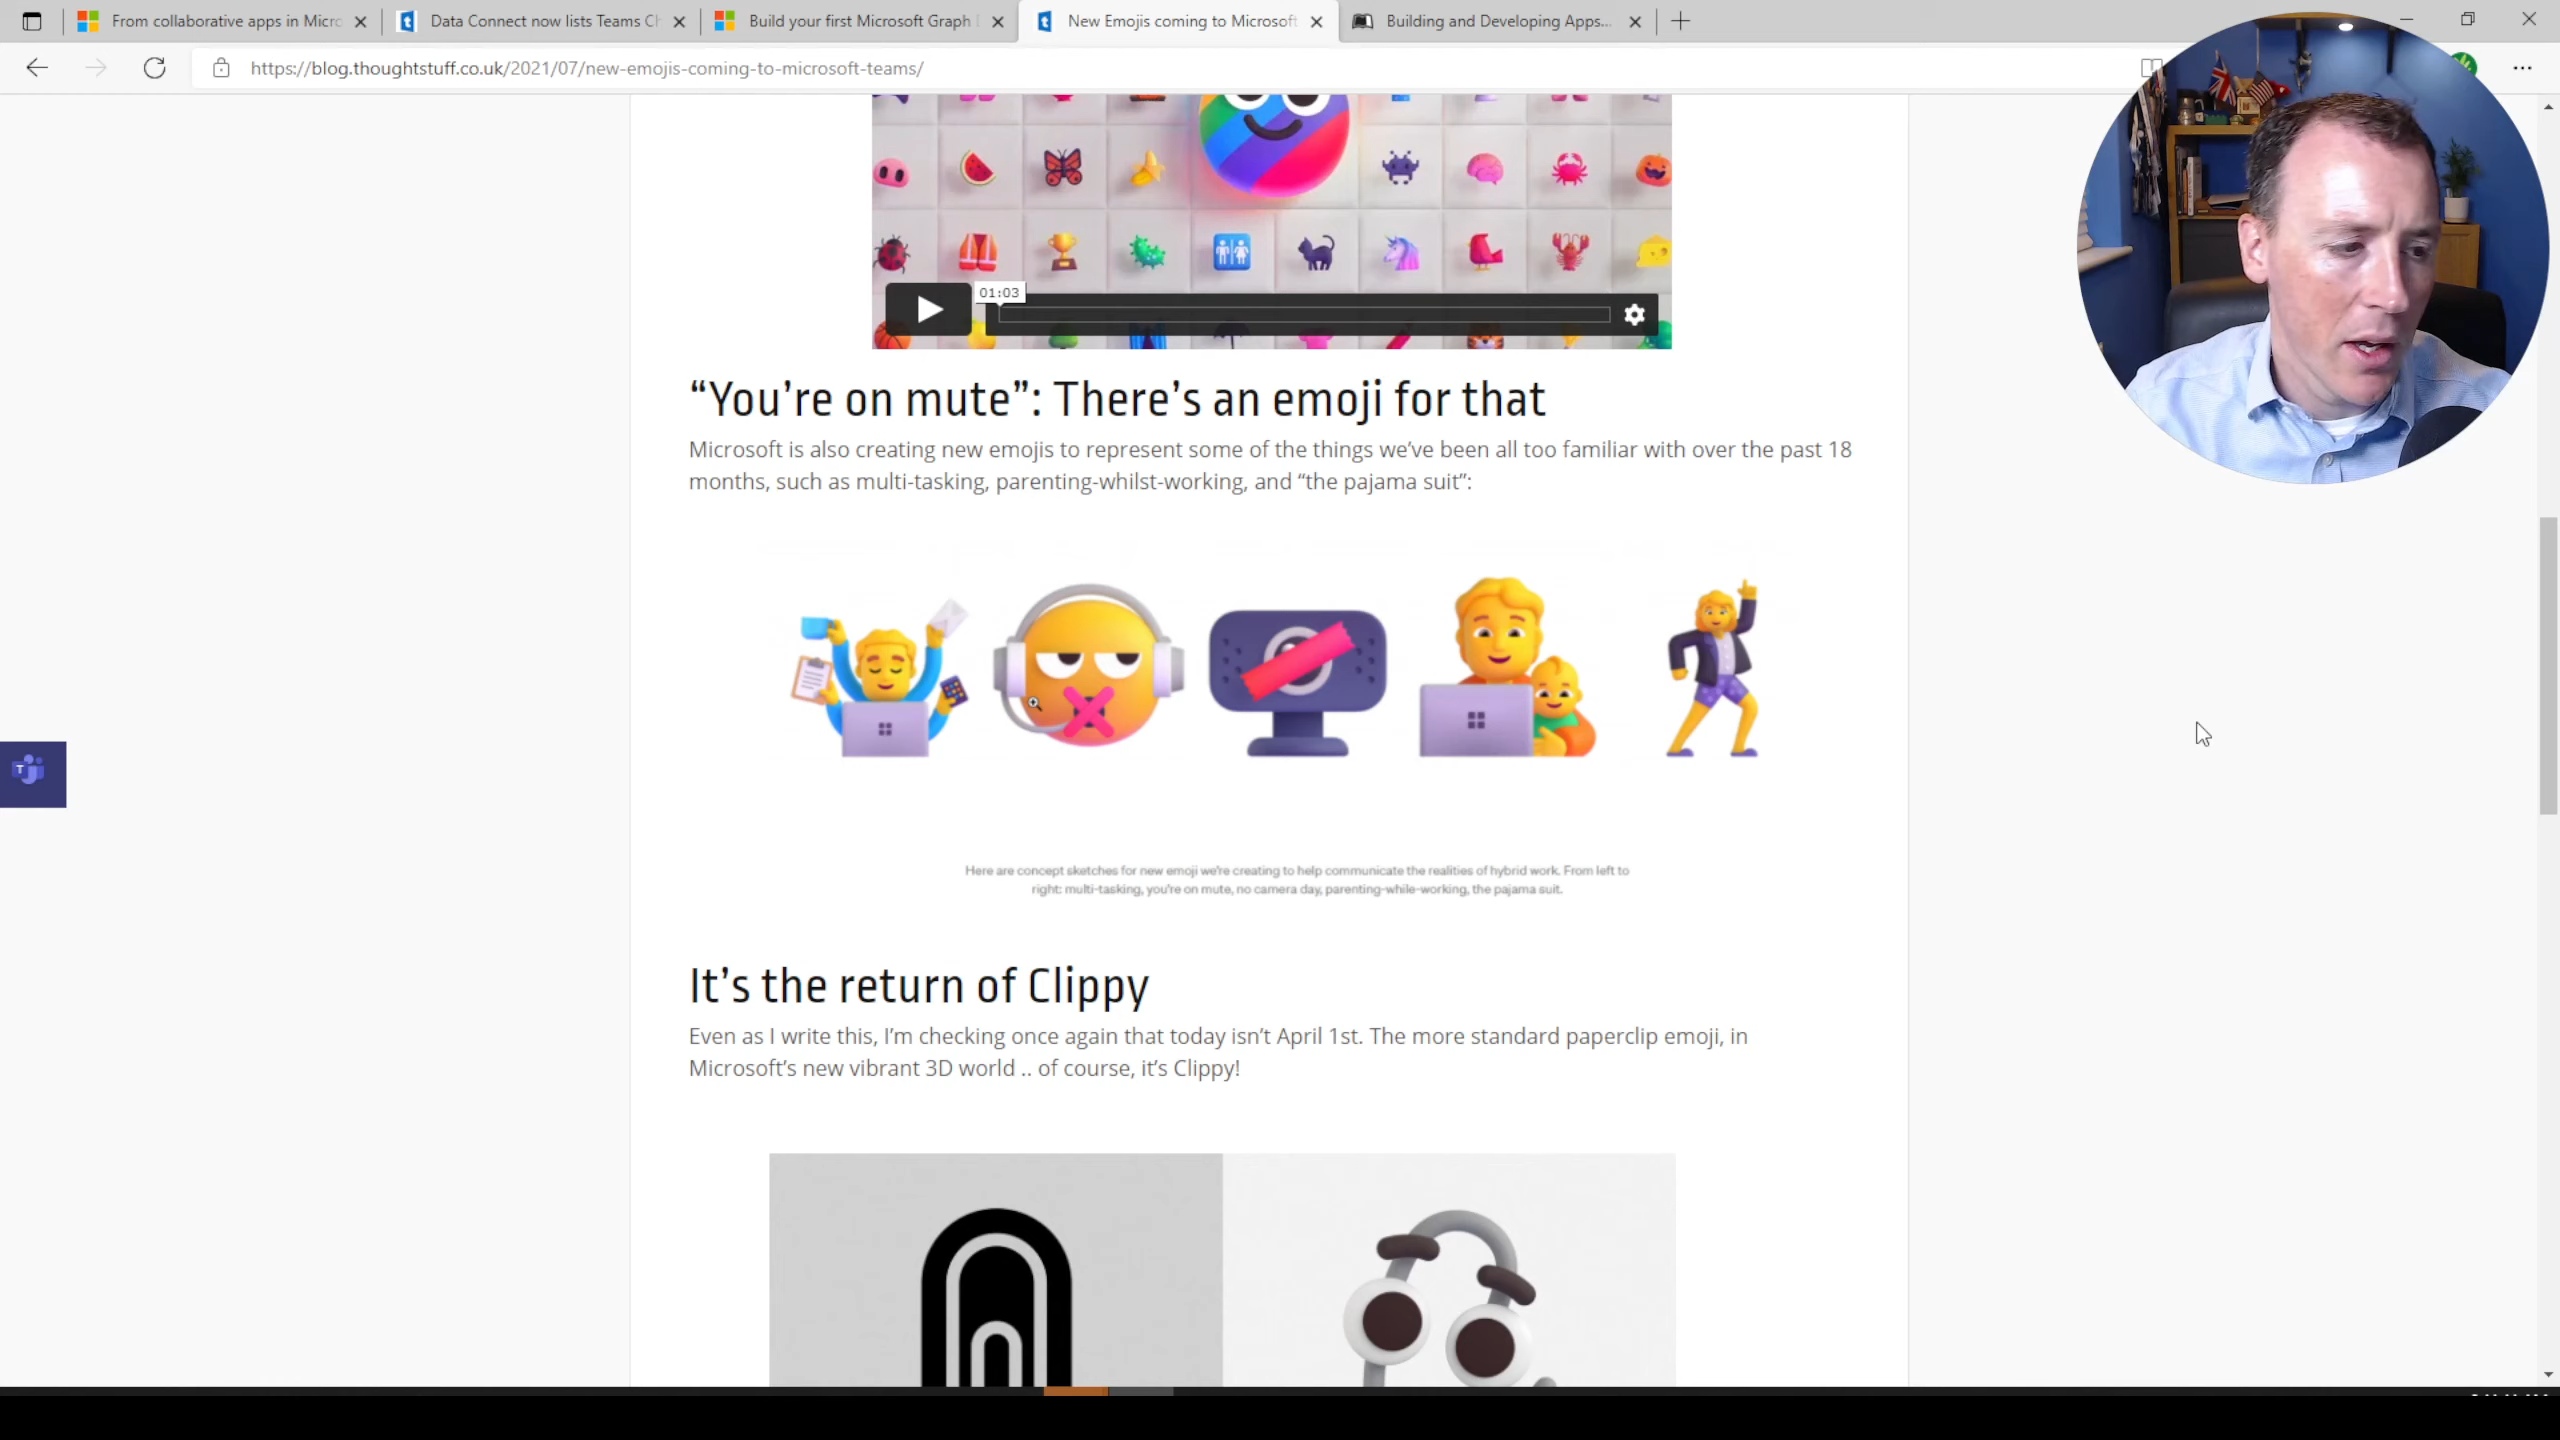 From collaborative apps in Micro
Data Connect now lists Teams Ch
Build your first Microsoft Graph
New Emojis coming to Microsoft
Building and Developing Apps...
https://blog.thoughtstuff.co.uk/2021/07/new-emojis-coming-to-microsoft-teams/
01:03
“You’re on mute”: There’s an emoji for that
Microsoft is also creating new emojis to represent some of the things we’ve been all too familiar with over the past 18
months, such as multi-tasking, parenting-whilst-working, and “the pajama suit”:
Here are concept sketches for new emoji we're creating to help communicate the realities of hybrid work. From left to
right: multi-tasking, you're on mute, no camera day, parenting-while-working, the pajama suit.
T
It’s the return of Clippy
Even as I write this, I’m checking once again that today isn’t April 1st. The more standard paperclip emoji, in
Microsoft’s new vibrant 3D world .. of course, it’s Clippy!